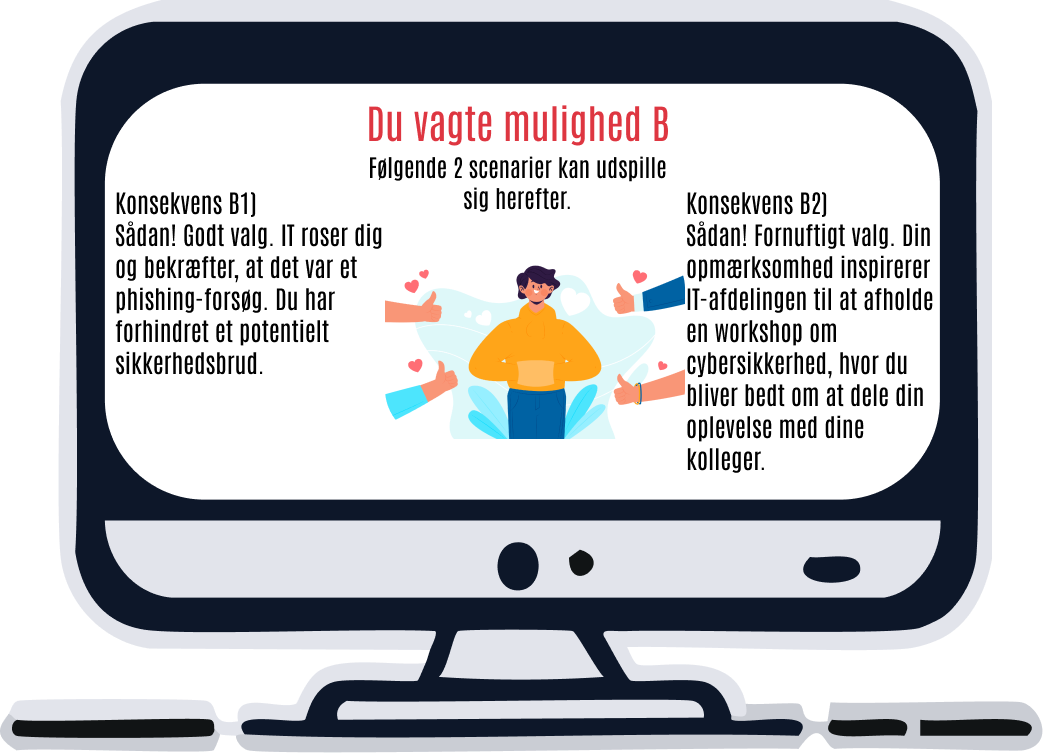 Du vagte mulighed B
Følgende 2 scenarier kan udspille
sig herefter.
Konsekvens B1)
Sådan! Godt valg. IT roser dig
og bekræfter, at det var et
phishing-forsøg. Du har
forhindret et potentielt
sikkerhedsbrud.
Konsekvens B2)
Sådan! Fornuftigt valg. Din
opmærksomhed inspirerer
IT-afdelingen til at afholde
en workshop om
cybersikkerhed, hvor du
bliver bedt om at dele din
oplevelse med dine
kolleger.